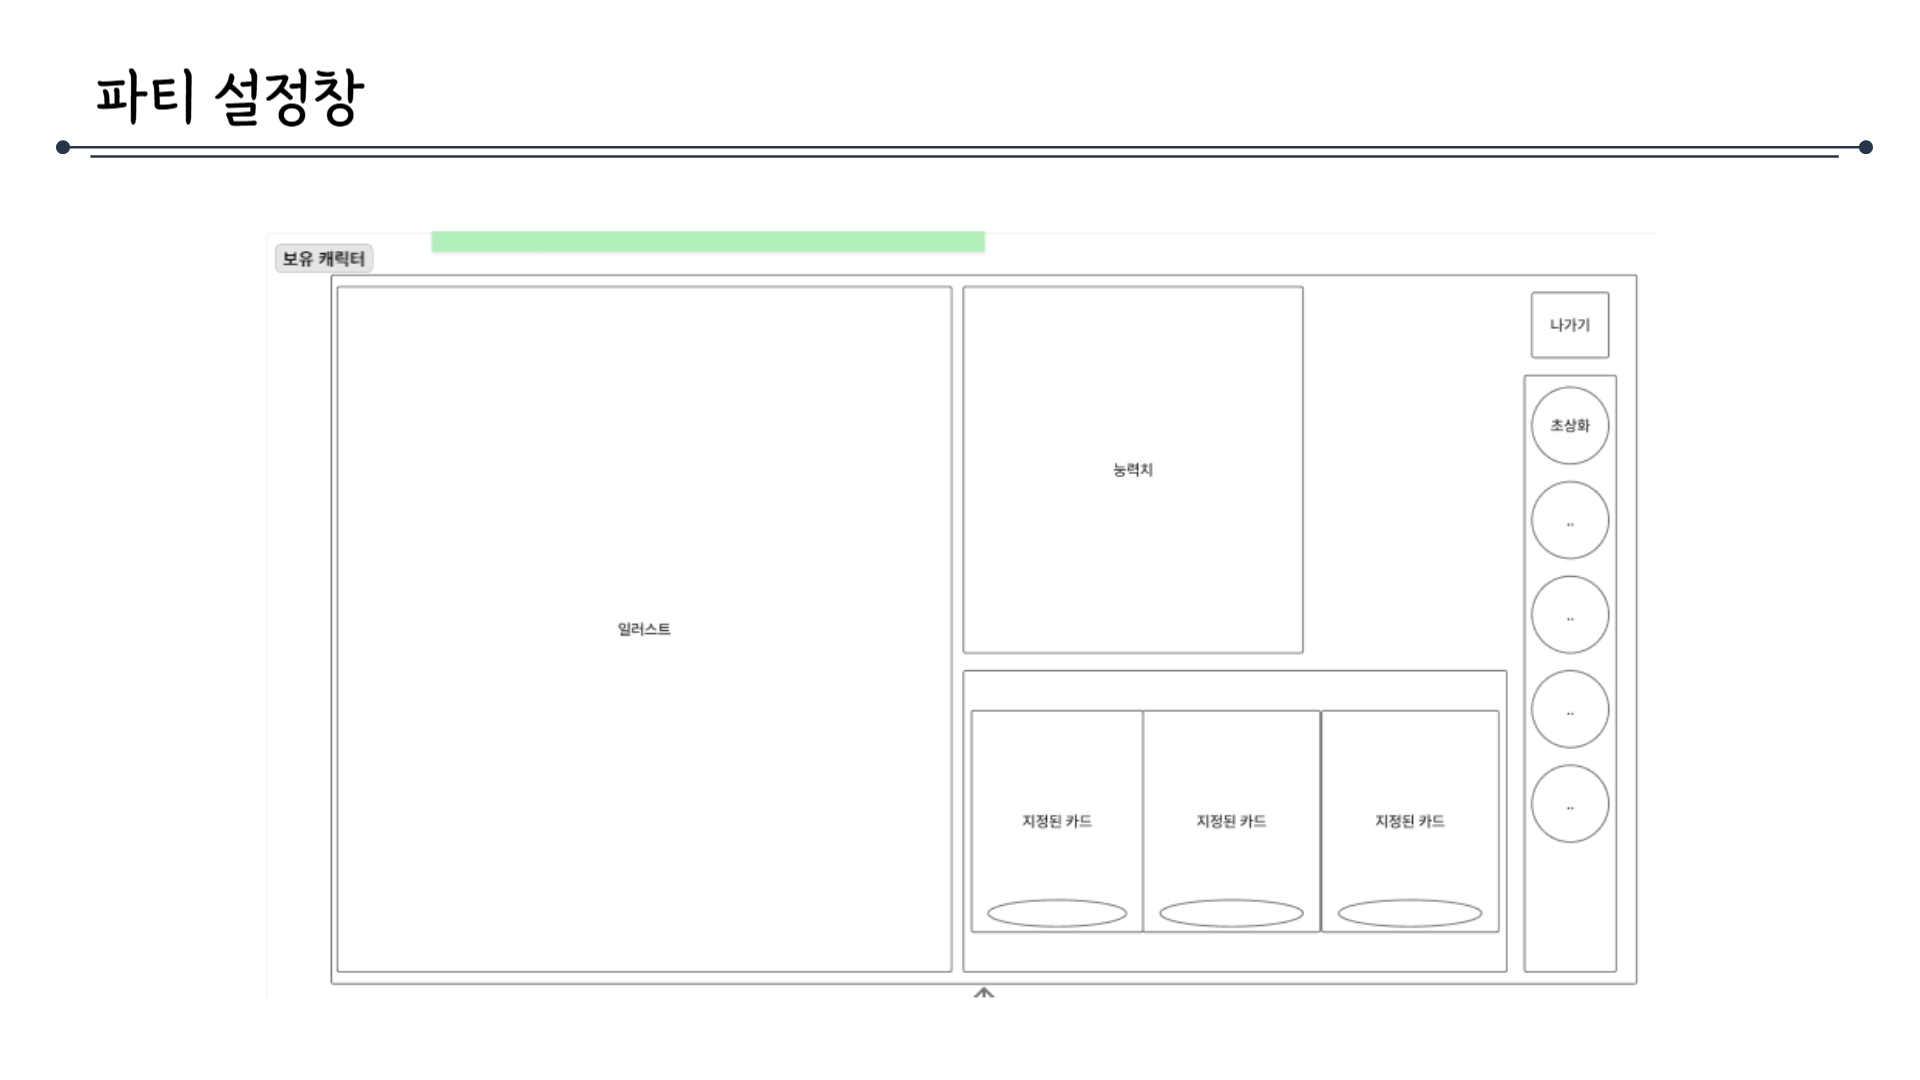 파티 설정창
보유 캐릭터
나가기
초상화
능력치
..
..
일러스트
..
지정된 카드 지정된 카드 지정된 카드
..